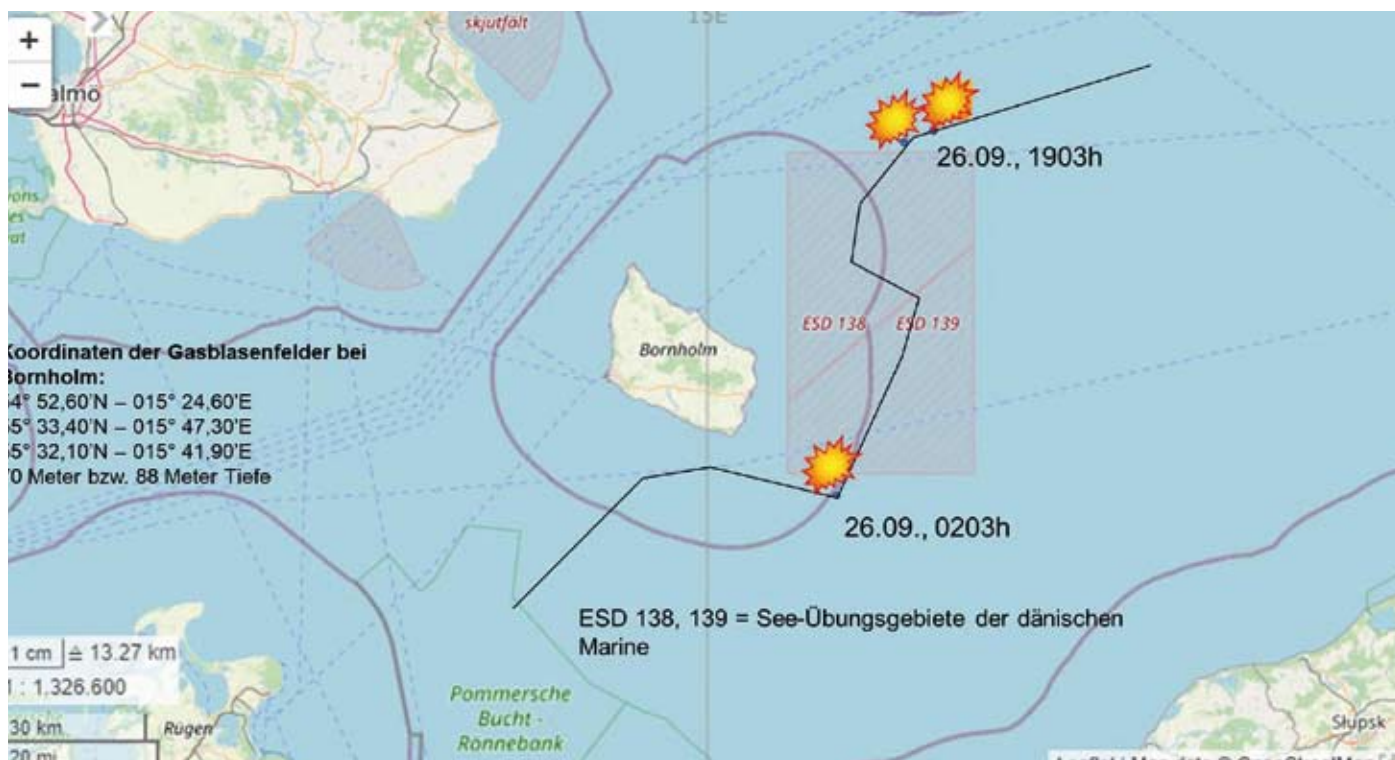 skjutfält
15E
+
−
almo
26.09., 1903h
ESD 138
ESD 139
Bornholm
Koordinaten der Gasblasenfelder bei
Bornholm:
4° 52,60'N – 015° 24,60'E
5° 33,40'N – 015° 47,30'E
5° 32,10'N – 015° 41,90'E
0 Meter bzw. 88 Meter Tiefe
26.09., 0203h
ESD 138, 139 = See-Übungsgebiete der dänischen
Marine
1 cm ≙ 13.27 km
: 1.326.600
30 km
20 mi
Rügen
Pommersche
Bucht -
Rönnebank
Słupsk